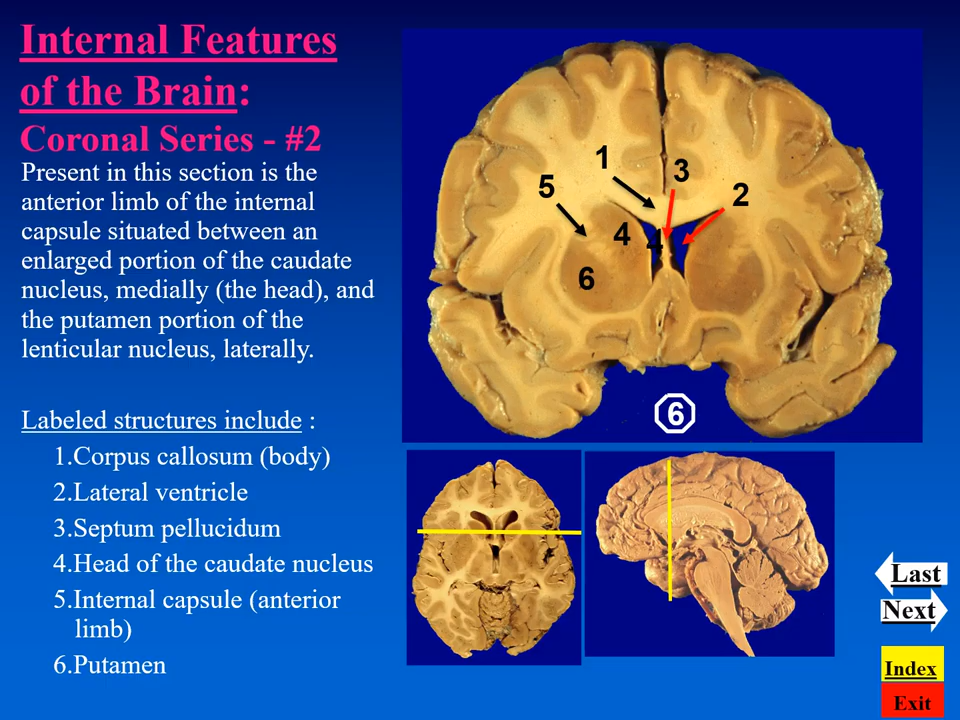 Internal Features
of the Brain:
Coronal Series - #2
Present in this section is the
anterior limb of the internal
capsule situated between an
enlarged portion of the caudate
nucleus, medially (the head), and
the putamen portion of the
lenticular nucleus, laterally.
Labeled structures include :
1.Corpus callosum (body)
2.Lateral ventricle
3.Septum pellucidum
4.Head of the caudate nucleus
5.Internal capsule (anterior
limb)
6.Putamen
1
3
5
2
4
4
6
6
Last
Next
Index
Exit